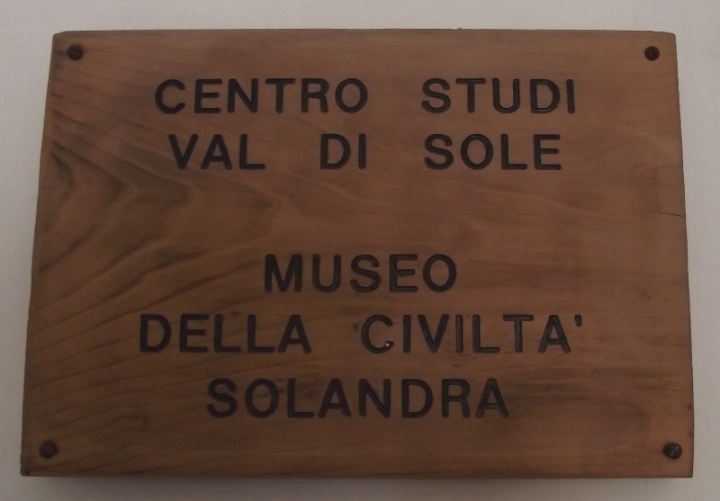 CENTRO STUDI
VAL DI SOLE
MUSEO
DELLA CIVILTA'
SOLANDRA